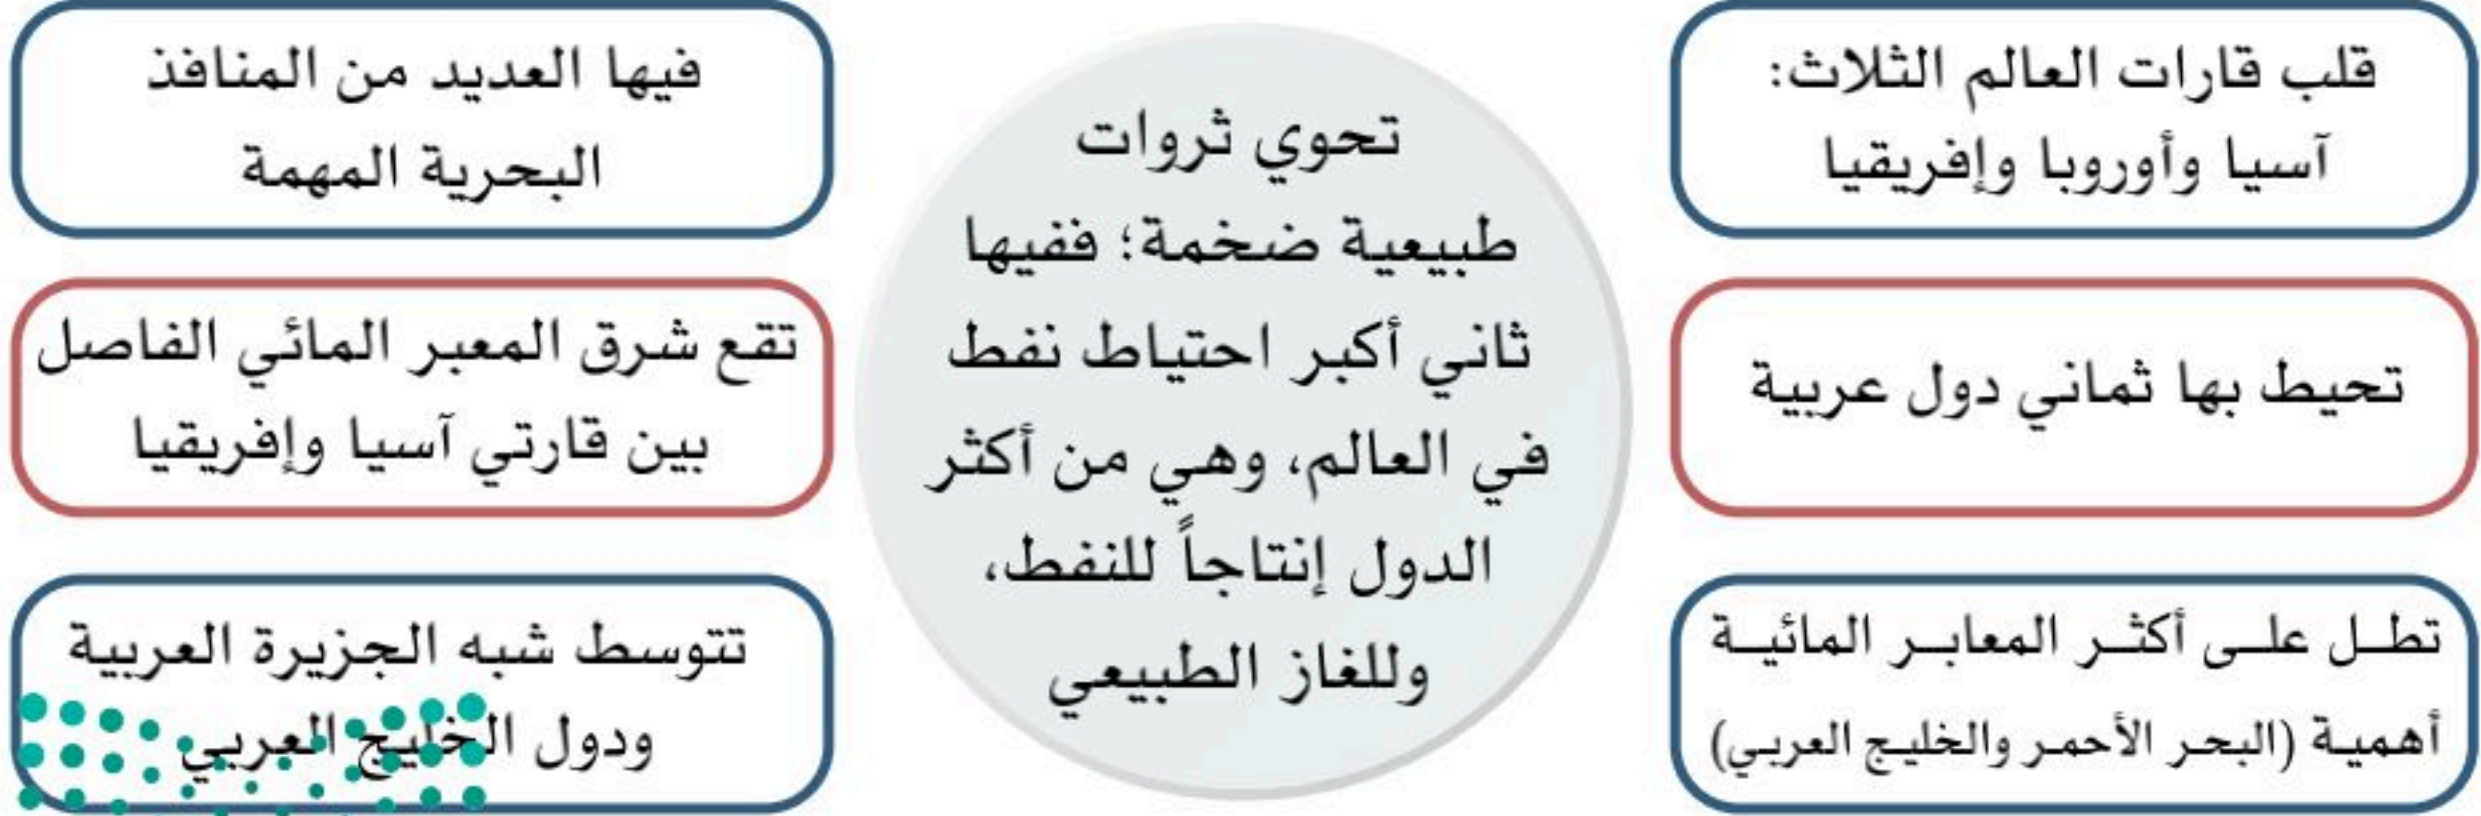 قلب قارات العالم الثلاث:
آسيا وأوروبا وإفريقيا
تحيط بها ثماني دول عربية
تطل على أكثر المعابر المائية
أهمية (البحر الأحمر والخليج العربي)
تحوي ثروات
طبيعية ضخمة؛ ففيها
ثاني أكبر احتياط نفط
في العالم، وهي من أكثر
الدول إنتاجاً للنفط،
وللغاز الطبيعي
فيها العديد من المنافذ
البحرية المهمة
تقع شرق المعبر المائي الفاصل
بين قارتي آسيا وإفريقيا
تتوسط شبه الجزيرة العربية
ودول الخليج العربي